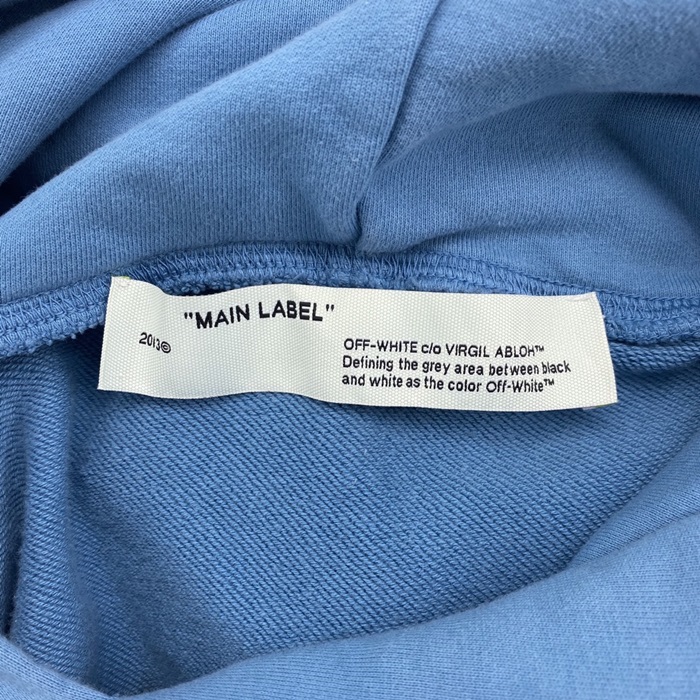 "MAIN LABEL"
2013©
OFF-WHITE c/o VIRGIL ABLOH™
Defining the grey area between black
and white as the color Off-White™